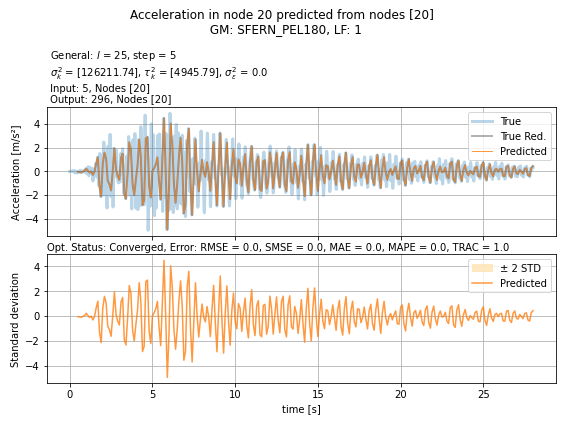 Acceleration in node 20 predicted from nodes [20]
GM: SFERN_PEL180, LF: 1
General: l = 25, step = 5
σ²ₖ = [126211.74], τ²ₖ = [4945.79], σ²ε = 0.0
Input: 5, Nodes [20]
Output: 296, Nodes [20]
Acceleration [m/s²]
4
2
0
−2
−4
True
True Red.
Predicted
Opt. Status: Converged, Error: RMSE = 0.0, SMSE = 0.0, MAE = 0.0, MAPE = 0.0, TRAC = 1.0
Standard deviation
4
2
0
−2
−4
± 2 STD
Predicted
0 5 10 15 20 25
time [s]